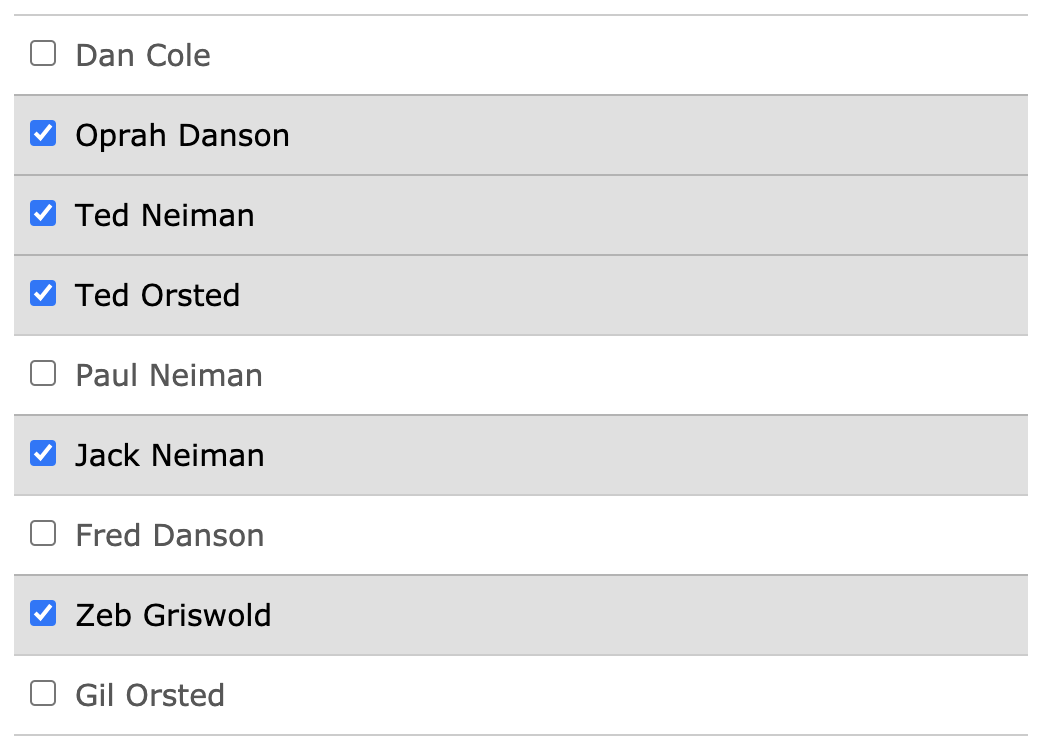 Dan Cole
Oprah Danson
Ted Neiman
Ted Orsted
Paul Neiman
Jack Neiman
Fred Danson
Zeb Griswold
Gil Orsted